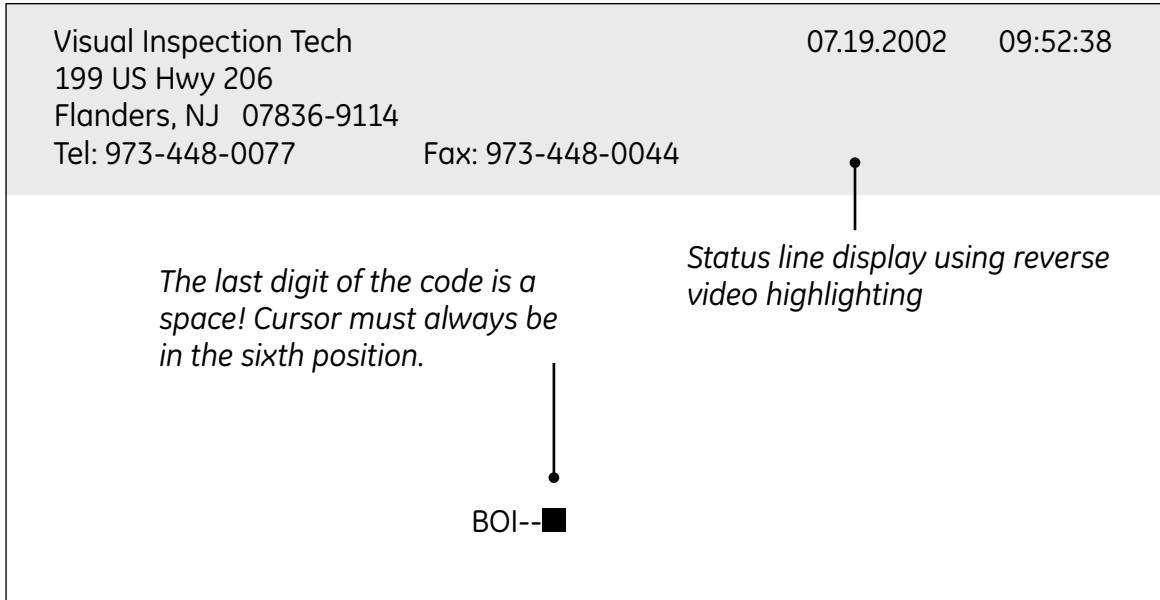 Visual Inspection Tech 07.19.2002 09:52:38
199 US Hwy 206
Flanders, NJ 07836-9114
Tel: 973-448-0077 Fax: 973-448-0044
Status line display using reverse
video highlighting
The last digit of the code is a
space! Cursor must always be
in the sixth position.
BOI--